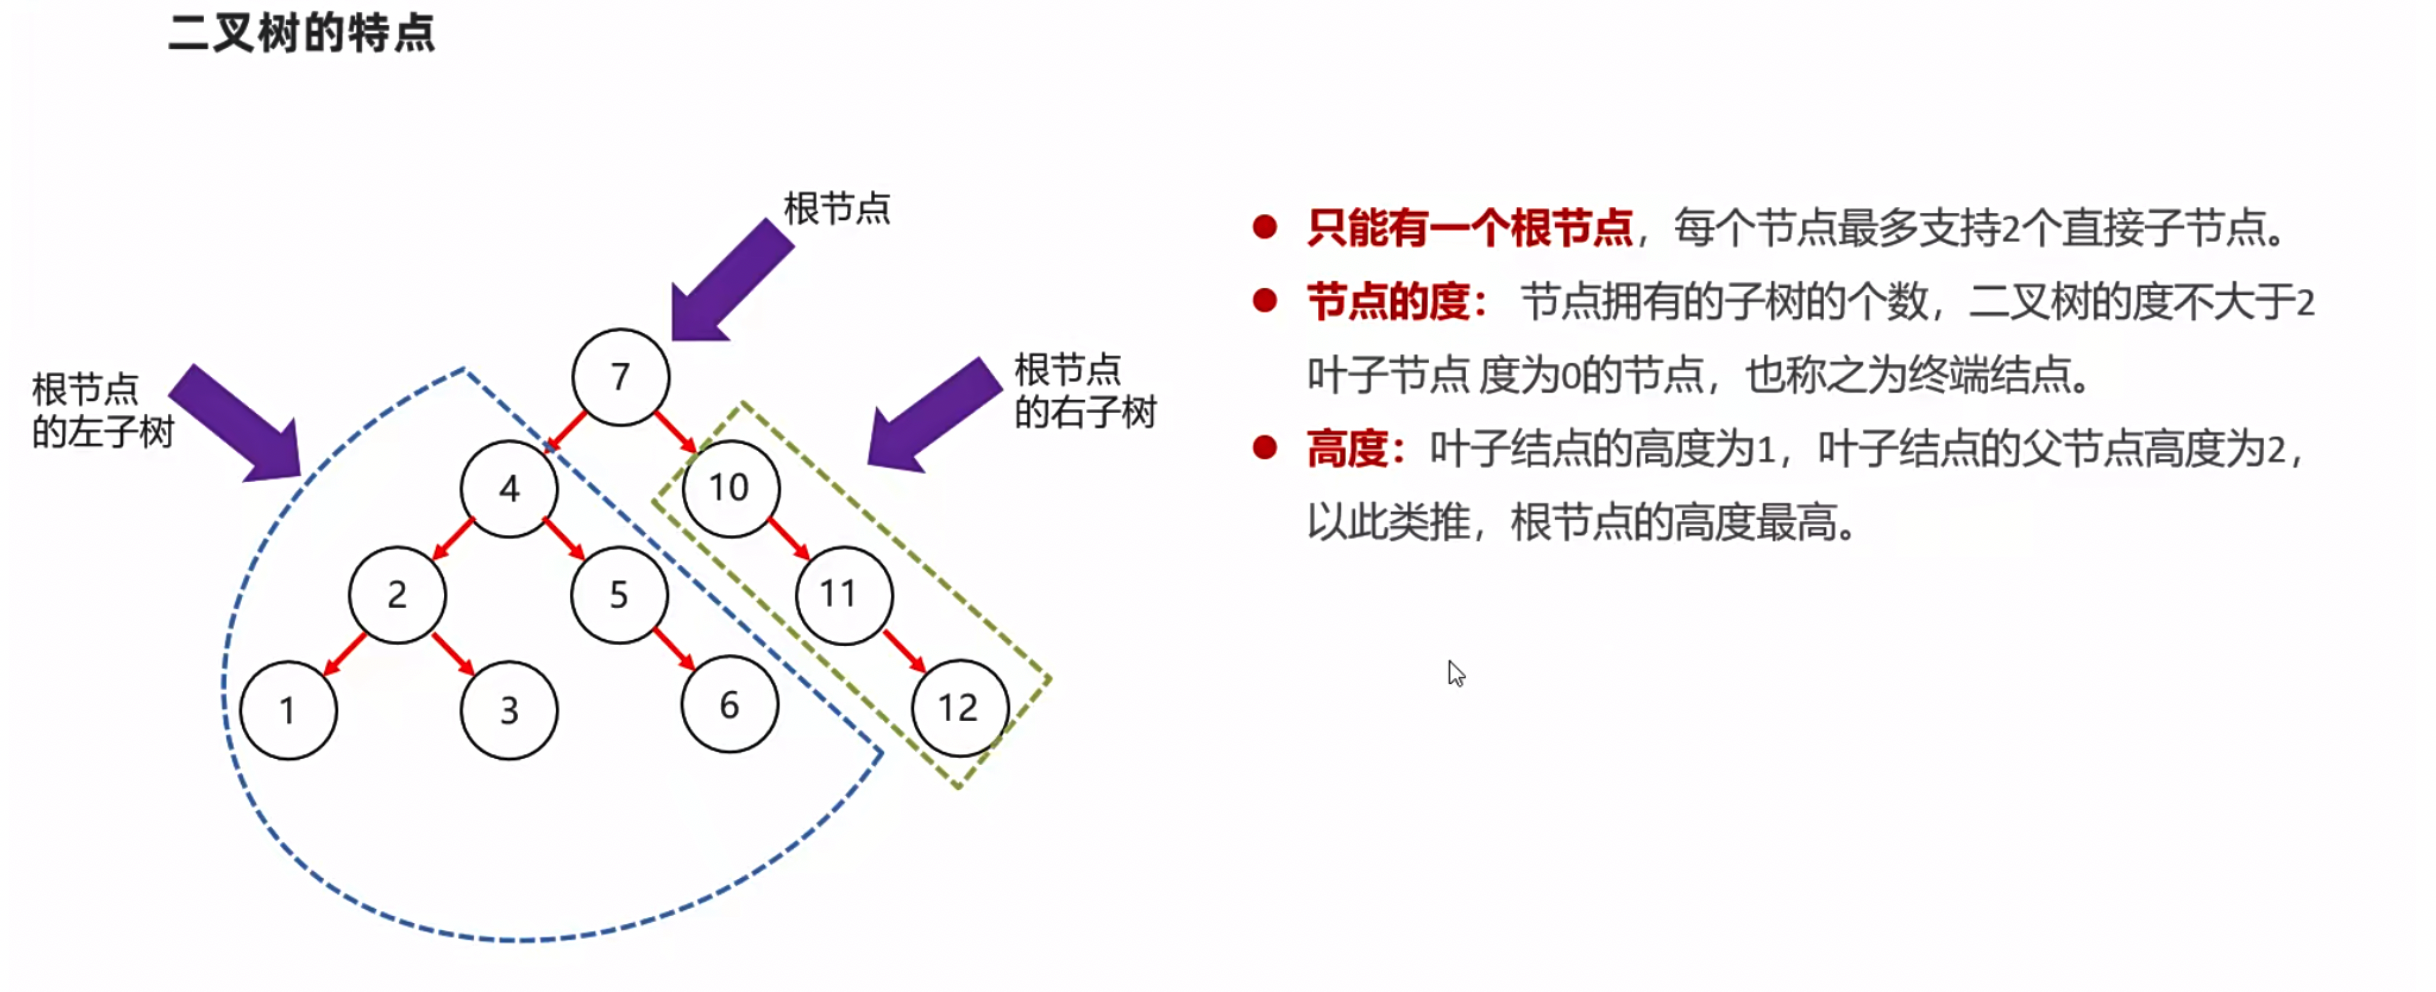 二叉树的特点
根节点
根节点
的左子树
根节点
的右子树
7
4
10
2
5
11
1
3
6
12
只能有一个根节点，每个节点最多支持2个直接子节点。
节点的度： 节点拥有的子树的个数，二叉树的度不大于2
叶子节点 度为0的节点，也称之为终端结点。
高度：叶子结点的高度为1，叶子结点的父节点高度为2，
以此类推，根节点的高度最高。